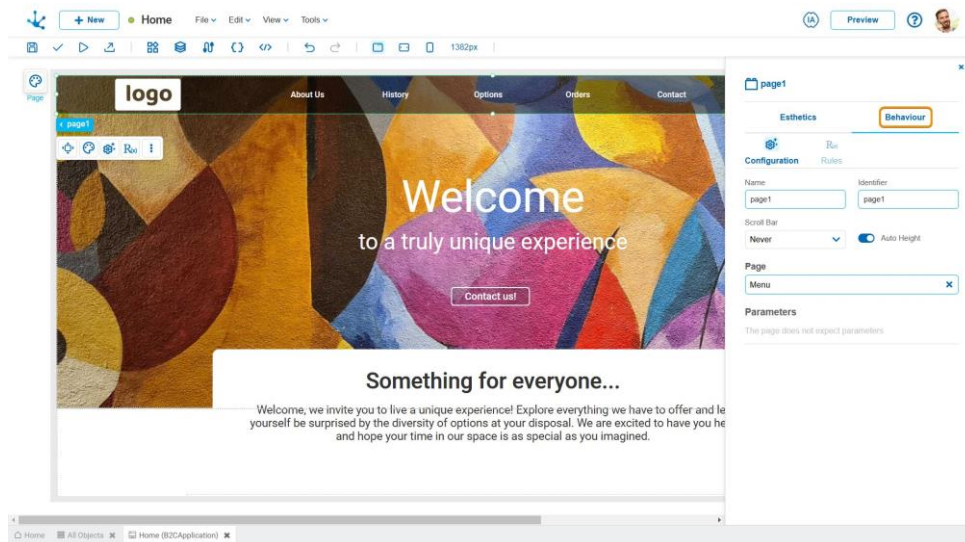 + New
Home
File
Edit
View
Tools
IA
Preview
?
1382px
Page
logo
About Us
History
Options
Orders
Contact
page1
R(x)
Welcome
to a truly unique experience
Contact us!
Something for everyone...
Welcome, we invite you to live a unique experience! Explore everything we have to offer and le
yourself be surprised by the diversity of options at your disposal. We are excited to have you he
and hope your time in our space is as special as you imagined.
page1
Esthetics
Behaviour
Configuration
R(x)
Rules
Name
Identifier
page1
page1
Scroll Bar
Never
Auto Height
Page
Menu
Parameters
The page does not expect parameters
Home
All Objects
Home (B2CApplication)